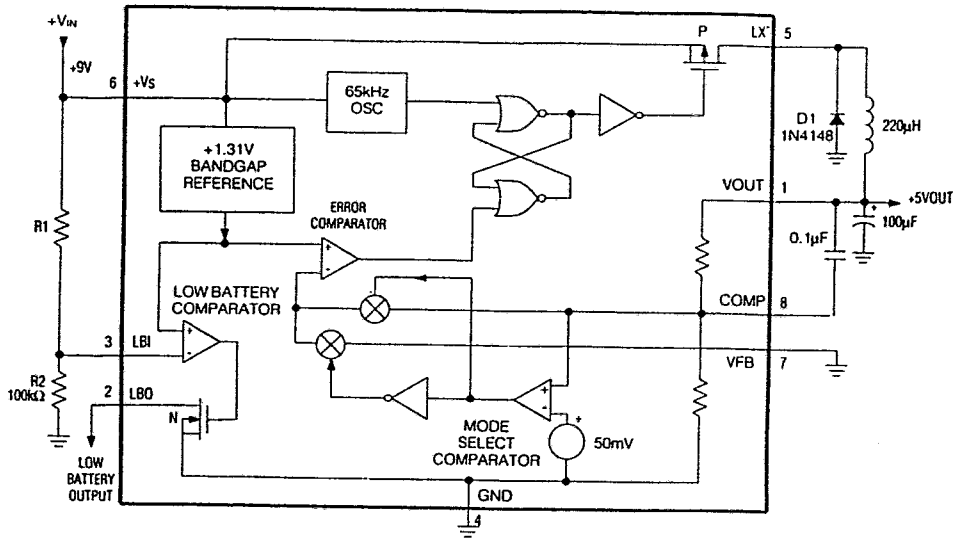 +VIN
+9V
6 +Vs
65kHz
OSC
P
LX
5
D1
1N4148
220µH
+1.31V
BANDGAP
REFERENCE
VOUT 1
+5VOUT
+
100µF
0.1µF
R1
ERROR
COMPARATOR
+
-
LOW BATTERY
COMPARATOR
COMP 8
3 LBI
+
-
VFB 7
R2
100kΩ
2 LBO
N
+
-
MODE
SELECT
COMPARATOR
+
50mV
LOW
BATTERY
OUTPUT
GND
4